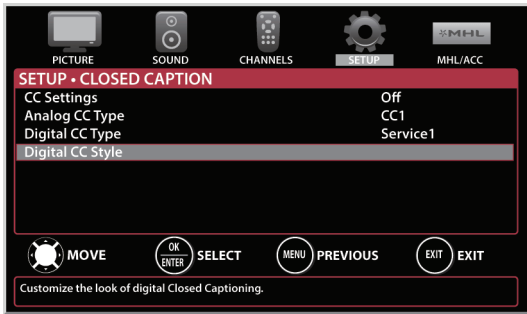 MHL
PICTURE SOUND CHANNELS SETUP MHL/ACC
SETUP • CLOSED CAPTION
CC Settings Off
Analog CC Type CC1
Digital CC Type Service1
Digital CC Style
MOVE OK ENTER SELECT MENU PREVIOUS EXIT EXIT
Customize the look of digital Closed Captioning.